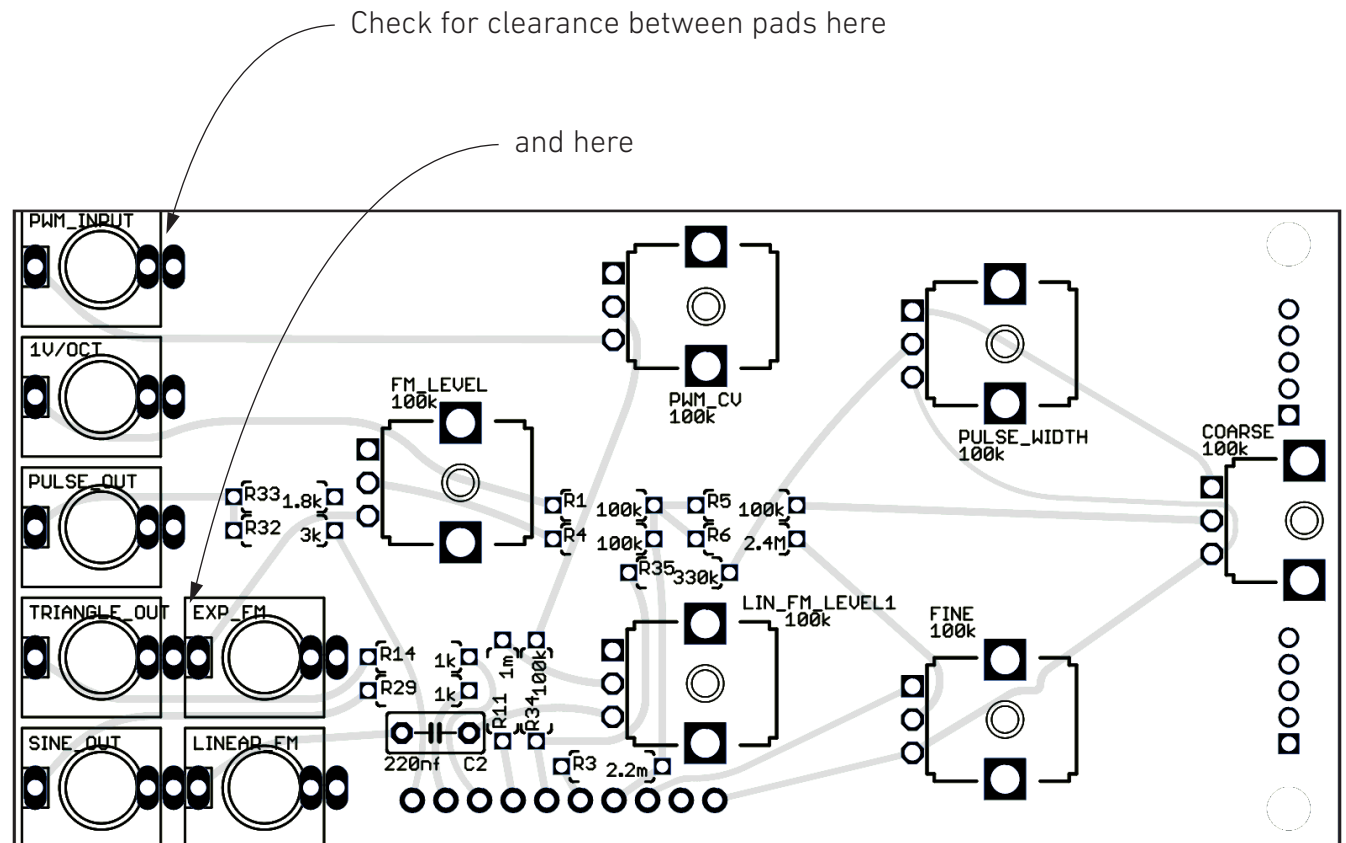 Check for clearance between pads here
and here
PWM_INPUT
1V/OCT
FM_LEVEL
100k
PWM_CV
100k
PULSE_WIDTH
100k
COARSE
100k
PULSE_OUT
R33 1.8k
R32 3k
R1 100k
R5 100k
R4 100k
R6 2.4M
R35 330k
TRIANGLE_OUT
EXP_FM
LIN_FM_LEVEL1
100k
FINE
100k
R14 1k
R29 1k
1m
R11
100k
R34
SINE_OUT
LINEAR_FM
220nf C2
R3 2.2m